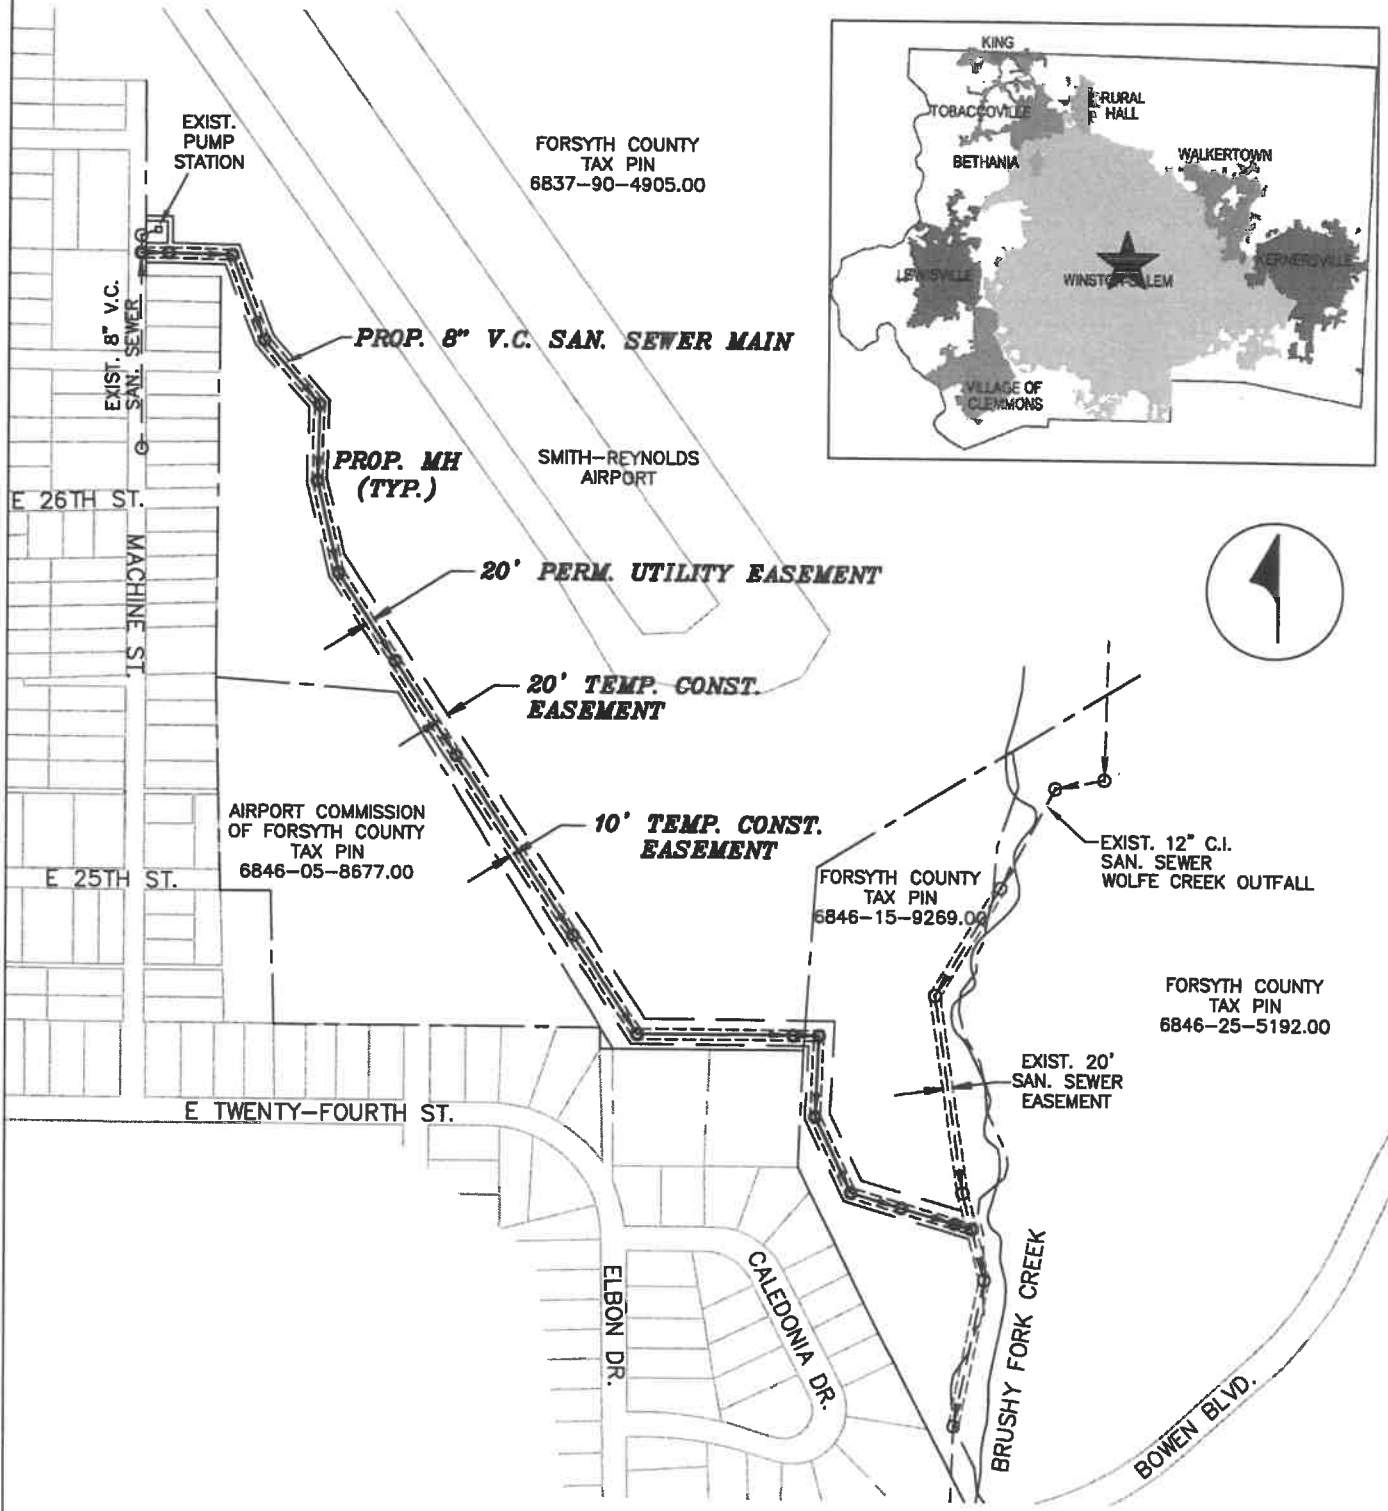 KING
TOBACCOVILLE
RURAL
HALL
BETHANIA
WALKERTOWN
LEWISVILLE
WINSTON-SALEM
KERNERSVILLE
VILLAGE OF
CLEMMONS
EXIST.
PUMP
STATION
FORSYTH COUNTY
TAX PIN
6837-90-4905.00
EXIST. 8" V.C.
SAN. SEWER
PROP. 8" V.C. SAN. SEWER MAIN
PROP. MH
(TYP.)
SMITH-REYNOLDS
AIRPORT
E 26TH ST.
MACHINE ST.
20' PERM. UTILITY EASEMENT
20' TEMP. CONST.
EASEMENT
AIRPORT COMMISSION
OF FORSYTH COUNTY
TAX PIN
6846-05-8677.00
10' TEMP. CONST.
EASEMENT
E 25TH ST.
FORSYTH COUNTY
TAX PIN
6846-15-9269.00
EXIST. 12" C.I.
SAN. SEWER
WOLFE CREEK OUTFALL
FORSYTH COUNTY
TAX PIN
6846-25-5192.00
EXIST. 20'
SAN. SEWER
EASEMENT
E TWENTY-FOURTH ST.
ELBON DR.
CALEDONIA DR.
BRUSHY FORK CREEK
BOWEN BLVD.